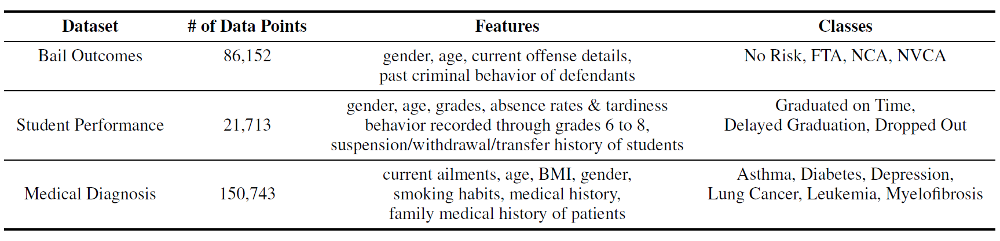 Dataset # of Data Points Features Classes
Bail Outcomes 86,152 gender, age, current offense details, No Risk, FTA, NCA, NVCA
past criminal behavior of defendants
gender, age, grades, absence rates & tardiness Graduated on Time,
Student Performance 21,713 behavior recorded through grades 6 to 8, Delayed Graduation, Dropped Out
suspension/withdrawal/transfer history of students
current ailments, age, BMI, gender, Asthma, Diabetes, Depression,
Medical Diagnosis 150,743 smoking habits, medical history, Lung Cancer, Leukemia, Myelofibrosis
family medical history of patients